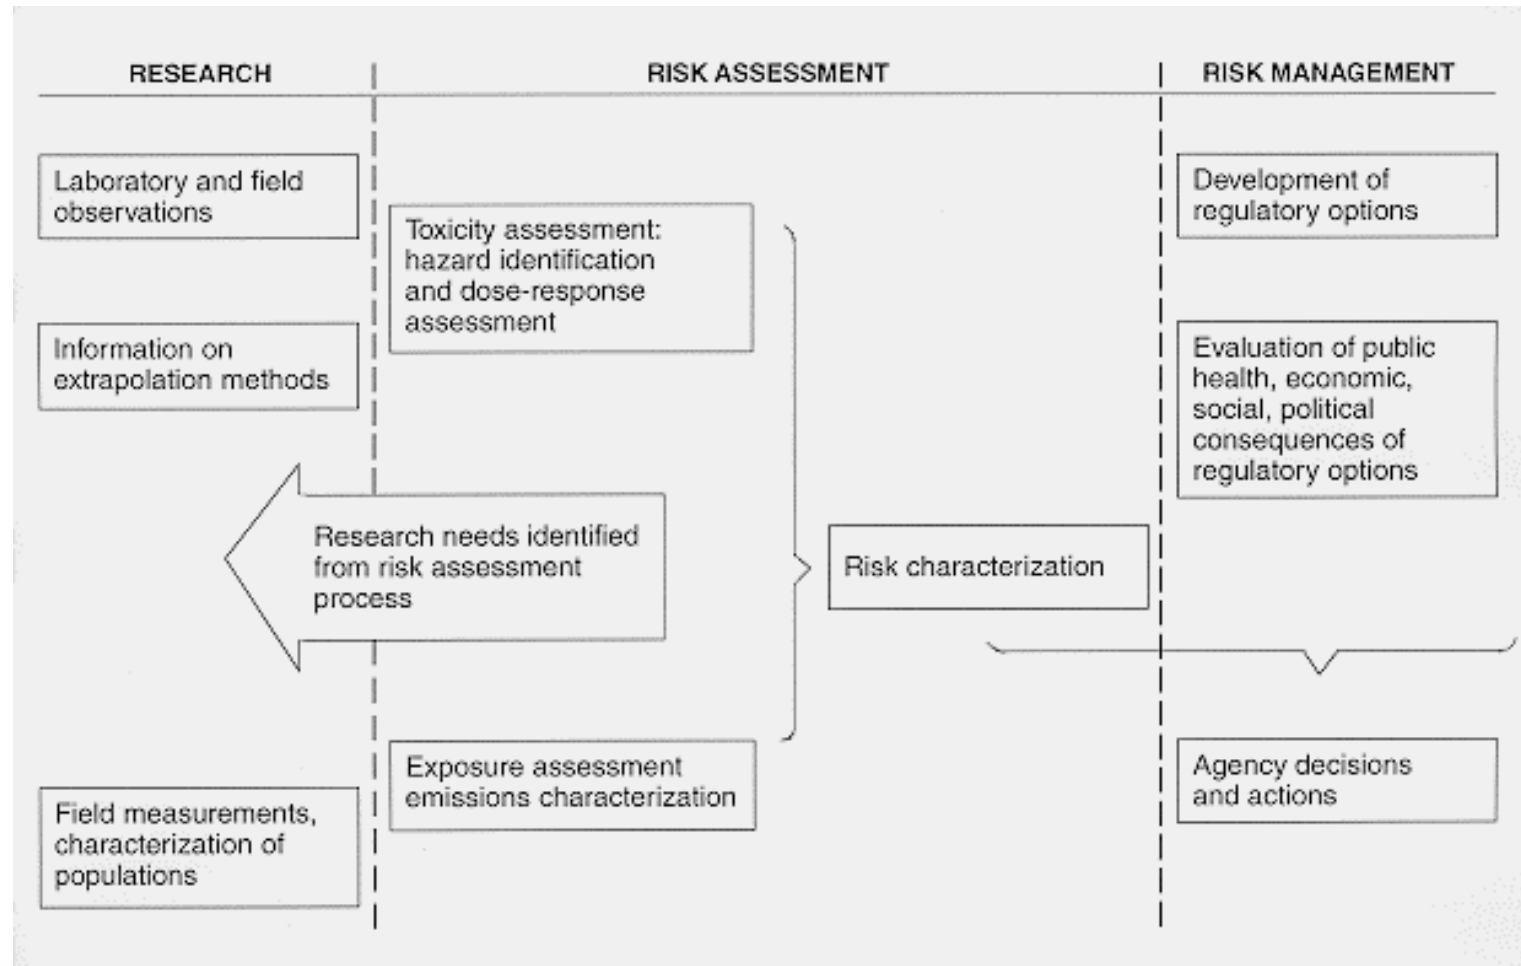 RESEARCH
RISK ASSESSMENT
RISK MANAGEMENT
Laboratory and field
observations
Information on
extrapolation methods
Field measurements,
characterization of
populations
Toxicity assessment:
hazard identification
and dose-response
assessment
Research needs identified
from risk assessment
process
Exposure assessment
emissions characterization
Risk characterization
Development of
regulatory options
Evaluation of public
health, economic,
social, political
consequences of
regulatory options
Agency decisions
and actions